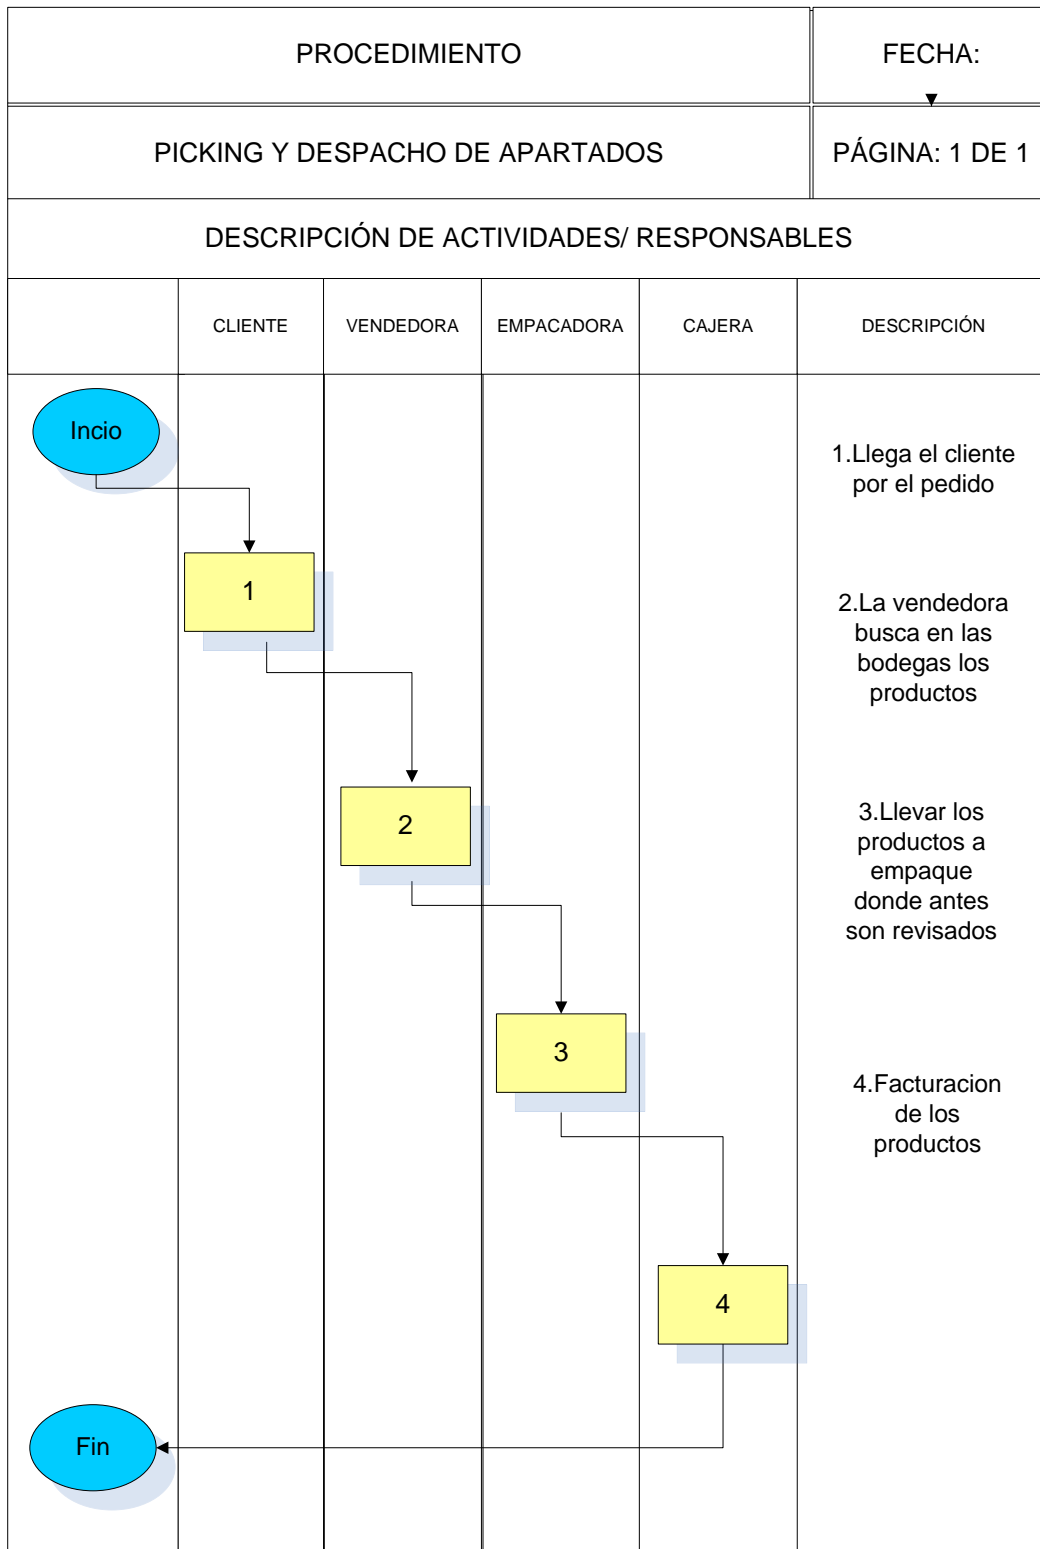 PROCEDIMIENTO
FECHA:
PICKING Y DESPACHO DE APARTADOS
PÁGINA: 1 DE 1
DESCRIPCIÓN DE ACTIVIDADES/ RESPONSABLES
CLIENTE
VENDEDORA
EMPACADORA
CAJERA
DESCRIPCIÓN
Incio
1.Llega el cliente
por el pedido
1
2.La vendedora
busca en las
bodegas los
productos
2
3.Llevar los
productos a
empaque
donde antes
son revisados
3
4.Facturacion
de los
productos
4
Fin